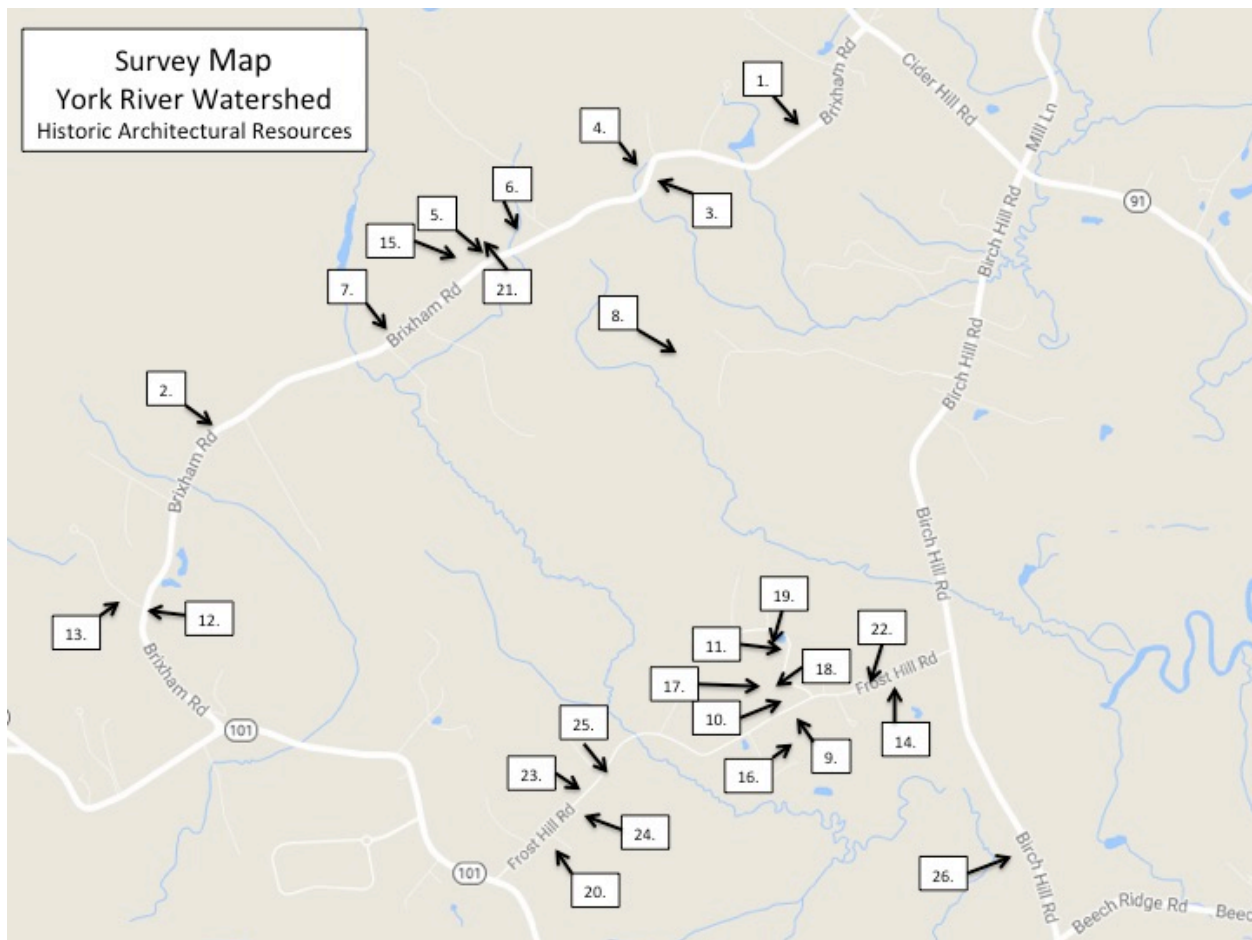 Survey Map
York River Watershed
Historic Architectural Resources
1.
Brixham Rd
Cider Hill Rd
Mill Ln
4.
6.
3.
91
5.
15.
21.
Birch Hill Rd
7.
Brixham Rd
8.
Birch Hill Rd
2.
Brixham Rd
Birch Hill Rd
19.
13.
12.
11.
22.
18.
Brixham Rd
17.
Frost Hill Rd
10.
101
25.
14.
9.
23.
16.
24.
Frost Hill Rd
101
20.
26.
Birch Hill Rd
Beech Ridge Rd
Beec